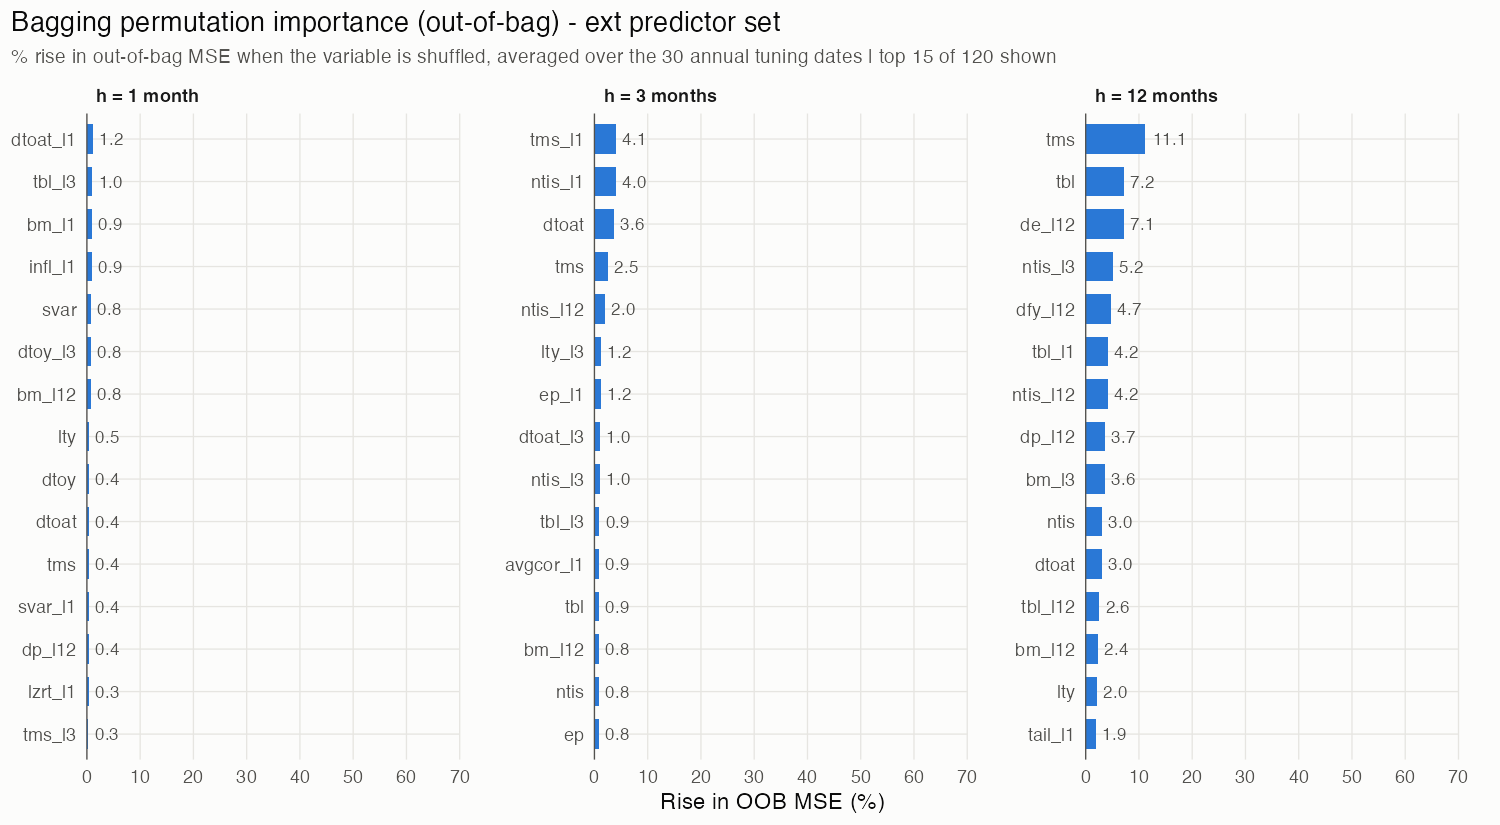 Bagging permutation importance (out-of-bag) - ext predictor set
% rise in out-of-bag MSE when the variable is shuffled, averaged over the 30 annual tuning dates | top 15 of 120 shown
h = 1 month
dtoat_l1 1.2
tbl_l3 1.0
bm_l1 0.9
infl_l1 0.9
svar 0.8
dtoy_l3 0.8
bm_l12 0.8
lty 0.5
dtoy 0.4
dtoat 0.4
tms 0.4
svar_l1 0.4
dp_l12 0.4
lzrt_l1 0.3
tms_l3 0.3
0 10 20 30 40 50 60 70
h = 3 months
tms_l1 4.1
ntis_l1 4.0
dtoat 3.6
tms 2.5
ntis_l12 2.0
lty_l3 1.2
ep_l1 1.2
dtoat_l3 1.0
ntis_l3 1.0
tbl_l3 0.9
avgcor_l1 0.9
tbl 0.9
bm_l12 0.8
ntis 0.8
ep 0.8
0 10 20 30 40 50 60 70
h = 12 months
tms 11.1
tbl 7.2
de_l12 7.1
ntis_l3 5.2
dfy_l12 4.7
tbl_l1 4.2
ntis_l12 4.2
dp_l12 3.7
bm_l3 3.6
ntis 3.0
dtoat 3.0
tbl_l12 2.6
bm_l12 2.4
lty 2.0
tail_l1 1.9
0 10 20 30 40 50 60 70
Rise in OOB MSE (%)